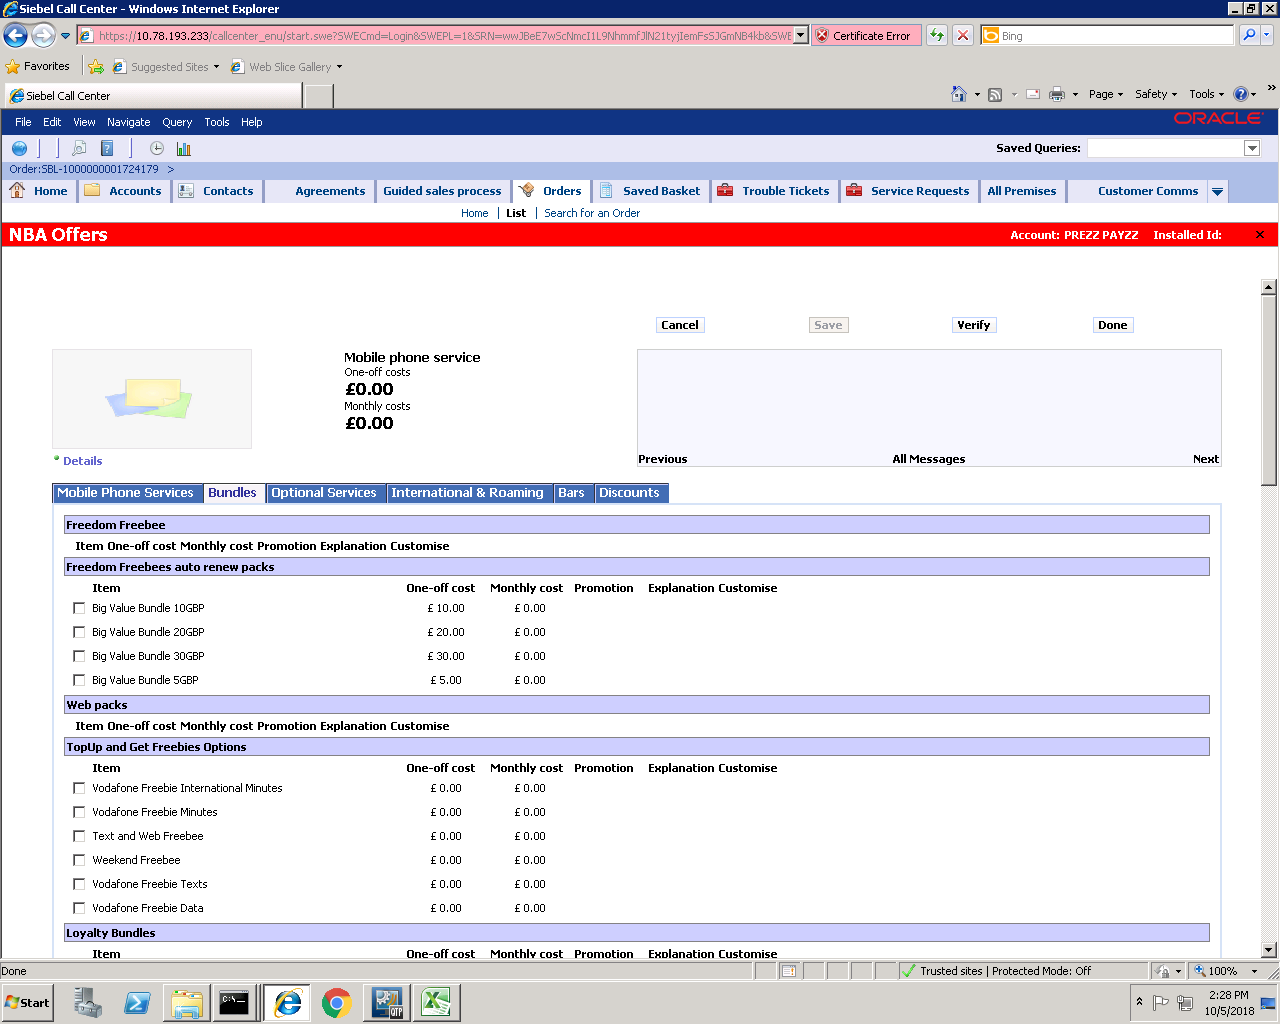 Siebel Call Center - Windows Internet Explorer
https://10.78.193.233/callcenter_enu/start.swe?SWECmd=Login&SWEPL=1&SRN= Certificate Error Bing
Favorites Suggested Sites Web Slice Gallery
Siebel Call Center Page Safety Tools
File Edit View Navigate Query Tools Help ORACLE
Saved Queries:
Order:SBL-1000000001724179 >
Home Accounts Contacts Agreements Guided sales process Orders Saved Basket Trouble Tickets Service Requests All Premises Customer Comms
Home | List | Search for an Order
NBA Offers Account: PREZZ PAYZZ Installed Id: ×
Cancel Save Verify Done
Mobile phone service
One-off costs
£0.00
Monthly costs
£0.00
Previous All Messages Next
Details
Mobile Phone Services Bundles Optional Services International & Roaming Bars Discounts
Freedom Freebee
Item One-off cost Monthly cost Promotion Explanation Customise
Freedom Freebees auto renew packs
Item One-off cost Monthly cost Promotion Explanation Customise
Big Value Bundle 10GBP £ 10.00 £ 0.00
Big Value Bundle 20GBP £ 20.00 £ 0.00
Big Value Bundle 30GBP £ 30.00 £ 0.00
Big Value Bundle 5GBP £ 5.00 £ 0.00
Web packs
Item One-off cost Monthly cost Promotion Explanation Customise
TopUp and Get Freebies Options
Item One-off cost Monthly cost Promotion Explanation Customise
Vodafone Freebie International Minutes £ 0.00 £ 0.00
Vodafone Freebie Minutes £ 0.00 £ 0.00
Text and Web Freebee £ 0.00 £ 0.00
Weekend Freebee £ 0.00 £ 0.00
Vodafone Freebie Texts £ 0.00 £ 0.00
Vodafone Freebie Data £ 0.00 £ 0.00
Loyalty Bundles
Item One-off cost Monthly cost Promotion Explanation Customise
Done Trusted sites | Protected Mode: Off 100%
Start QTP 2:28 PM
10/5/2018